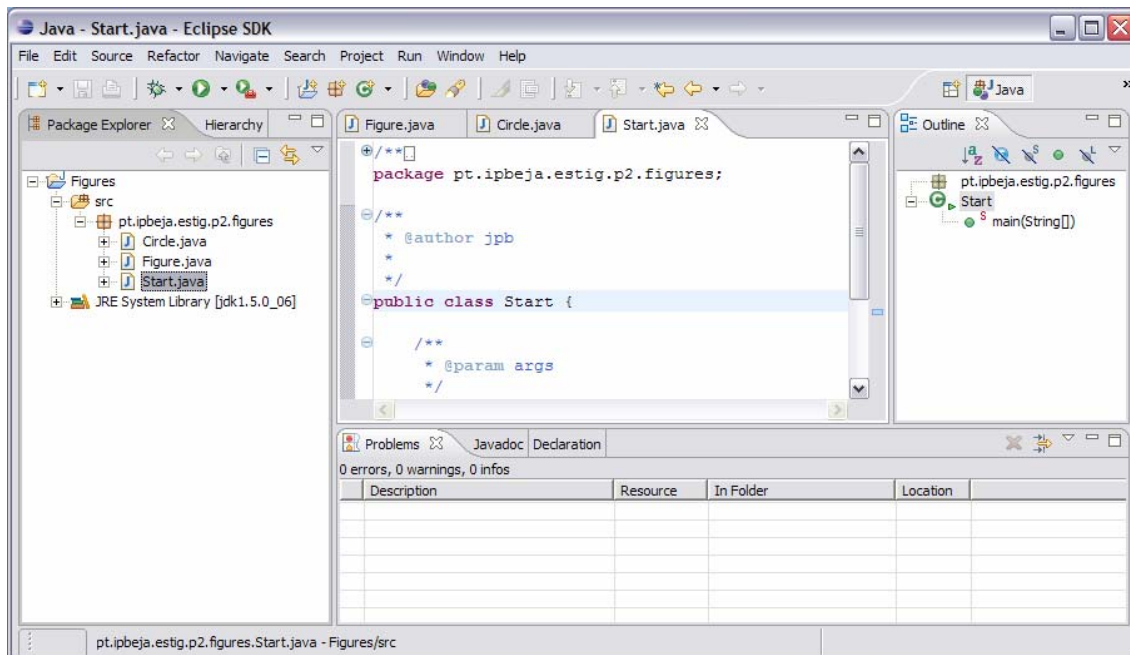 Java - Start.java - Eclipse SDK
File Edit Source Refactor Navigate Search Project Run Window Help
Java
Package Explorer Hierarchy
Figures
src
pt.ipbeja.estig.p2.figures
Circle.java
Figure.java
Start.java
JRE System Library [jdk1.5.0_06]
Figure.java Circle.java Start.java
/**
package pt.ipbeja.estig.p2.figures;
/**
* @author jpb
*
*/
public class Start {
/**
* @param args
*/
Outline
pt.ipbeja.estig.p2.figures
Start
main(String[])
Problems Javadoc Declaration
0 errors, 0 warnings, 0 infos
Description Resource In Folder Location
pt.ipbeja.estig.p2.figures.Start.java - Figures/src